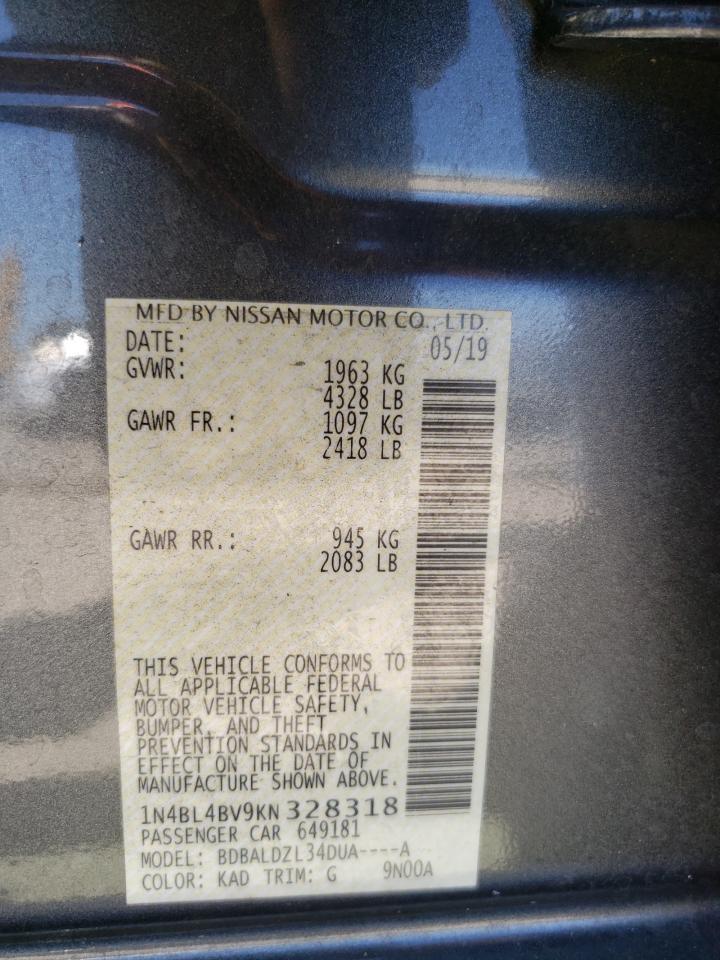 MFD BY NISSAN MOTOR CO., LTD.
DATE: 05/19
GVWR: 1963 KG
4328 LB
GAWR FR.: 1097 KG
2418 LB
GAWR RR.: 945 KG
2083 LB
THIS VEHICLE CONFORMS TO
ALL APPLICABLE FEDERAL
MOTOR VEHICLE SAFETY,
BUMPER, AND THEFT
PREVENTION STANDARDS IN
EFFECT ON THE DATE OF
MANUFACTURE SHOWN ABOVE.
1N4BL4BV9KN328318
PASSENGER CAR 649181
MODEL: BDBALDZL34DUA----A
COLOR: KAD TRIM: G 9N00A